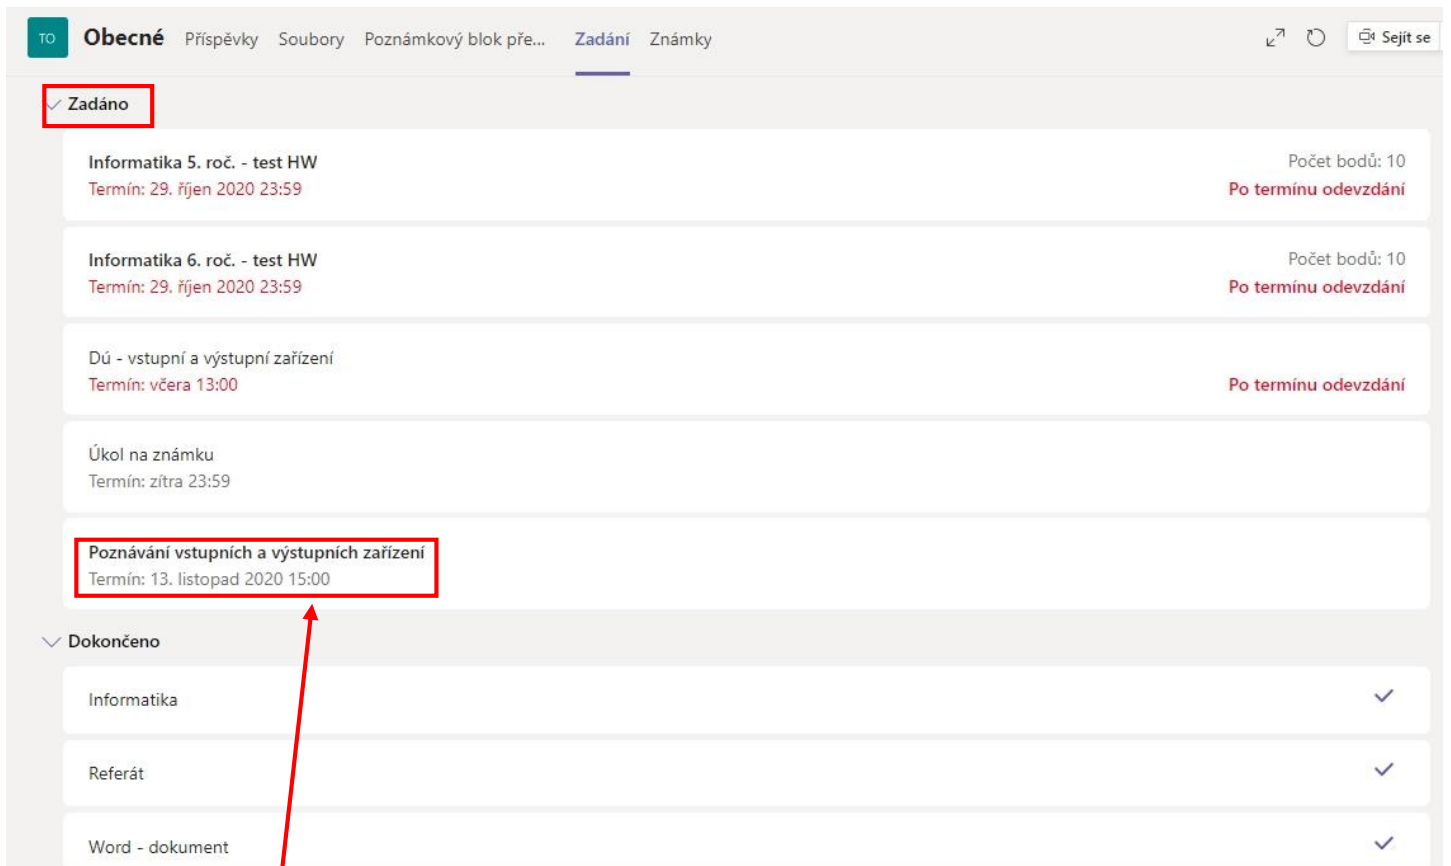 TO Obecné Příspěvky Soubory Poznámkový blok pře... Zadání Známky Sejít se
Zadáno
Informatika 5. roč. - test HW Počet bodů: 10
Termín: 29. říjen 2020 23:59 Po termínu odevzdání
Informatika 6. roč. - test HW Počet bodů: 10
Termín: 29. říjen 2020 23:59 Po termínu odevzdání
Dú - vstupní a výstupní zařízení
Termín: včera 13:00 Po termínu odevzdání
Úkol na známku
Termín: zítra 23:59
Poznávání vstupních a výstupních zařízení
Termín: 13. listopad 2020 15:00
Dokončeno
Informatika
Referát
Word - dokument